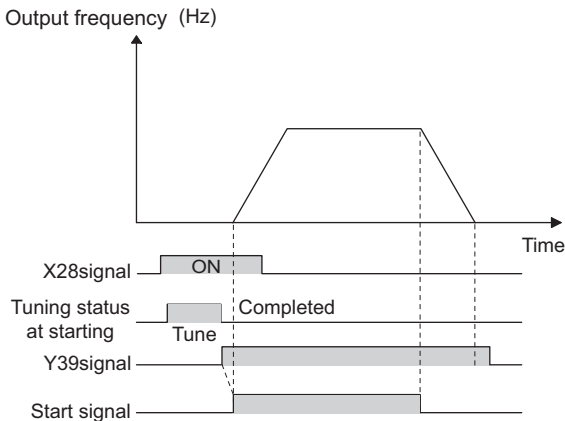 Output frequency (Hz)
Time
X28signal
ON
Tuning status
at starting
Tune
Completed
Y39signal
Start signal